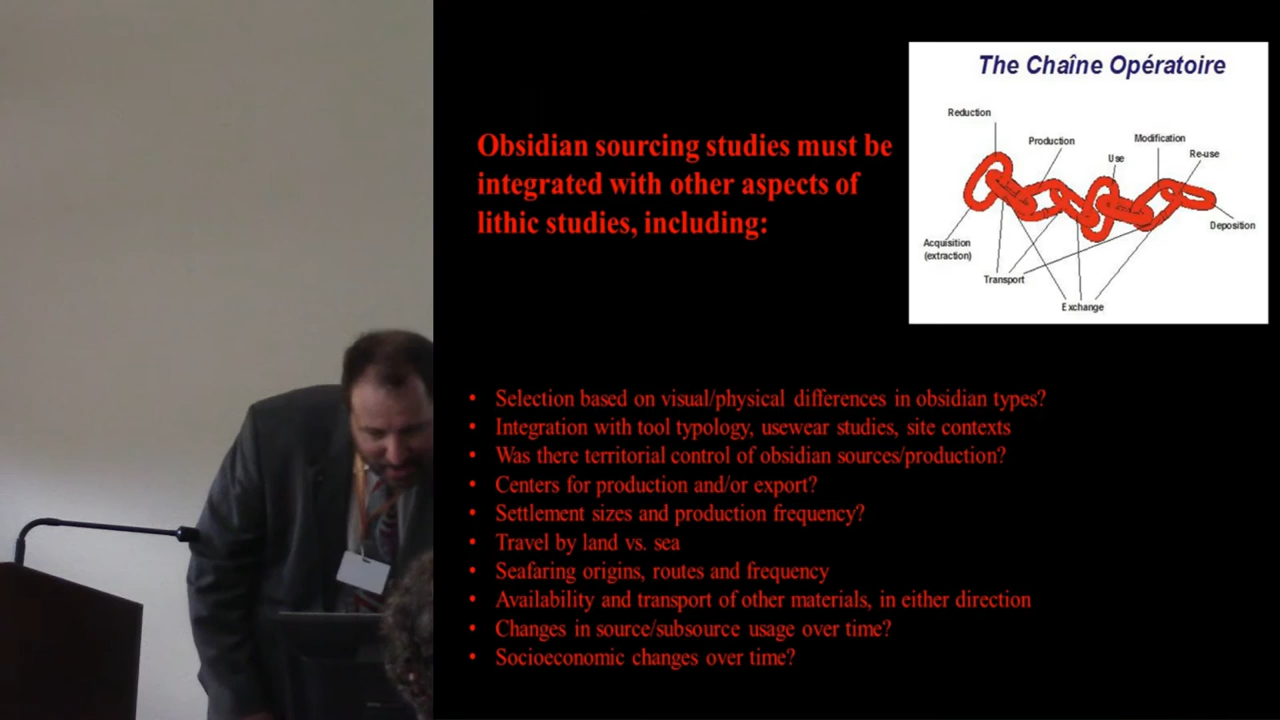 The Chaîne Opératoire
Reduction
Production
Modification
Use
Re-use
Acquisition
(extraction)
Deposition
Transport
Exchange
Obsidian sourcing studies must be
integrated with other aspects of
lithic studies, including:
• Selection based on visual/physical differences in obsidian types?
• Integration with tool typology, usewear studies, site contexts
• Was there territorial control of obsidian sources/production?
• Centers for production and/or export?
• Settlement sizes and production frequency?
• Travel by land vs. sea
• Seafaring origins, routes and frequency
• Availability and transport of other materials, in either direction
• Changes in source/subsource usage over time?
• Socioeconomic changes over time?